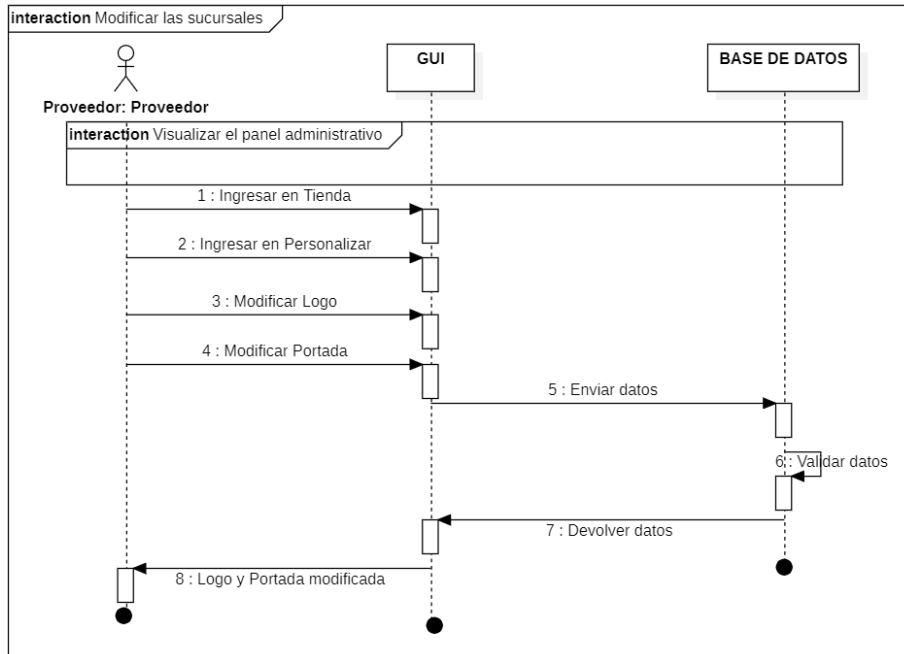 interaction Modificar las sucursales
GUI
BASE DE DATOS
Proveedor: Proveedor
interaction Visualizar el panel administrativo
1 : Ingresar en Tienda
2 : Ingresar en Personalizar
3 : Modificar Logo
4 : Modificar Portada
5 : Enviar datos
6 : Validar datos
7 : Devolver datos
8 : Logo y Portada modificada